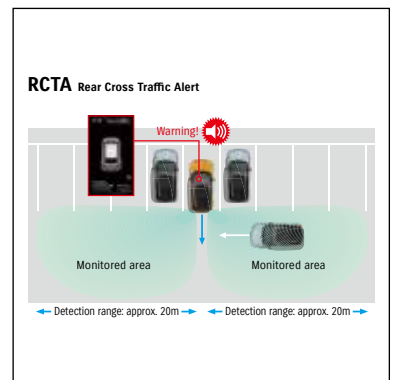 RCTA Rear Cross Traffic Alert
Warning!
Monitored area Monitored area
Detection range: approx. 20m Detection range: approx. 20m